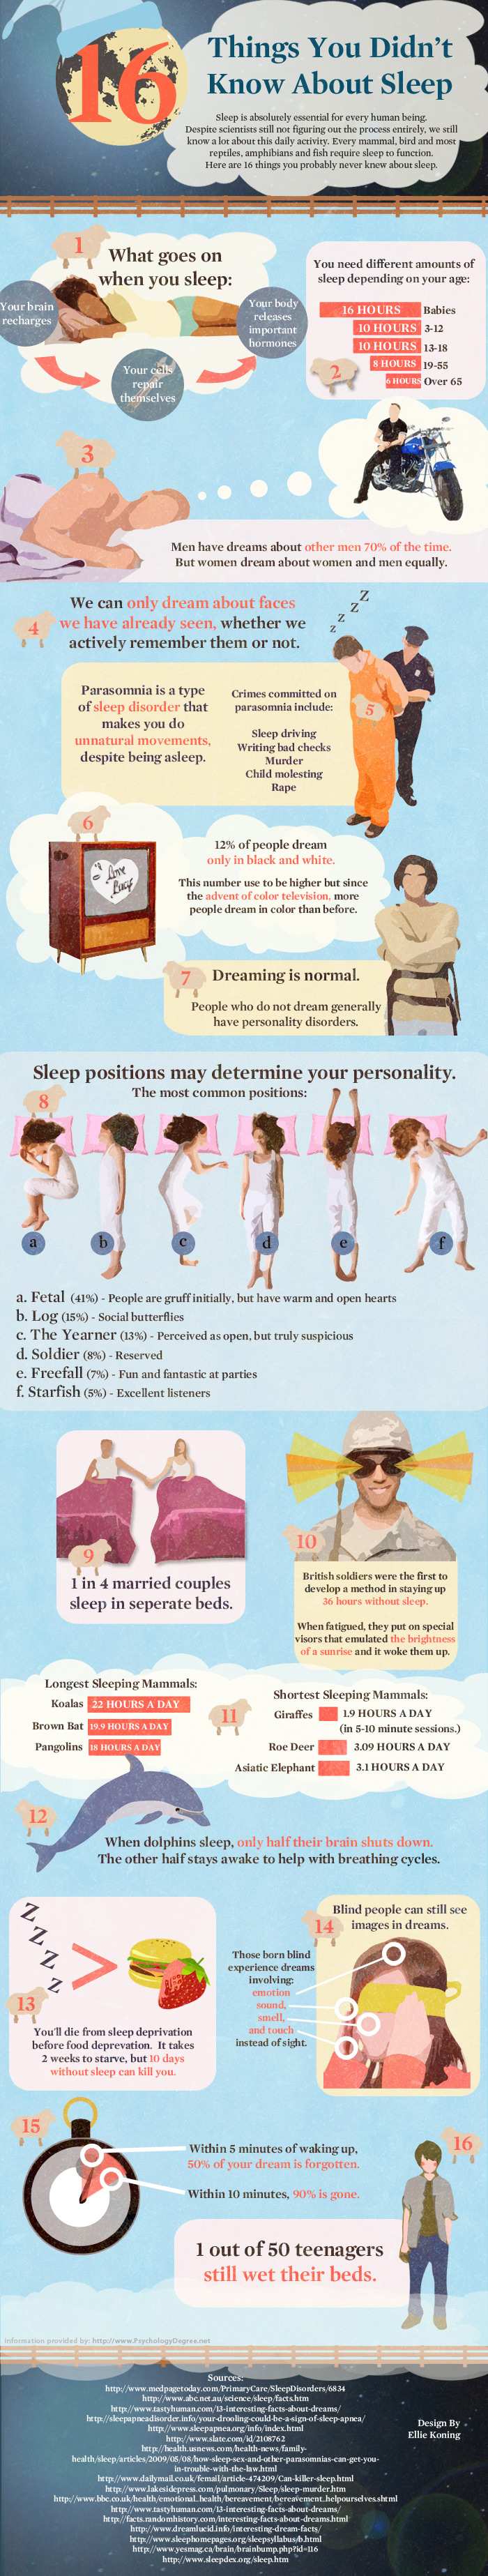 16
Things You Didn't
Know About Sleep
Sleep is absolutely essential for every human being.
Despite scientists still not figuring out the process entirely, we still
know a lot about this daily activity. Every mammal, bird and most
reptiles, amphibians and fish require sleep to function.
Here are 16 things you probably never knew about sleep.
1
What goes on
when you sleep:
Your brain
recharges
Your cells
repair
themselves
Your body
releases
important
hormones
You need different amounts of
sleep depending on your age:
16 HOURS Babies
10 HOURS 3-12
10 HOURS 13-18
8 HOURS 19-55
6 HOURS Over 65
2
3
Men have dreams about other men 70% of the time.
But women dream about women and men equally.
4
We can only dream about faces
we have already seen, whether we
actively remember them or not.
z z z Z
Parasomnia is a type
of sleep disorder that
makes you do
unnatural movements,
despite being asleep.
Crimes committed on
parasomnia include:
Sleep driving
Writing bad checks
Murder
Child molesting
Rape
5
6
I Love
Lucy
12% of people dream
only in black and white.
This number use to be higher but since
the advent of color television, more
people dream in color than before.
7
Dreaming is normal.
People who do not dream generally
have personality disorders.
Sleep positions may determine your personality.
8
The most common positions:
a b c d e f
a. Fetal (41%) - People are gruff initially, but have warm and open hearts
b. Log (15%) - Social butterflies
c. The Yearner (13%) - Perceived as open, but truly suspicious
d. Soldier (8%) - Reserved
e. Freefall (7%) - Fun and fantastic at parties
f. Starfish (5%) - Excellent listeners
9
1 in 4 married couples
sleep in seperate beds.
10
British soldiers were the first to
develop a method in staying up
36 hours without sleep.
When fatigued, they put on special
visors that emulated the brightness
of a sunrise and it woke them up.
Longest Sleeping Mammals:
Koalas 22 HOURS A DAY
Brown Bat 19.9 HOURS A DAY
Pangolins 18 HOURS A DAY
11
Shortest Sleeping Mammals:
Giraffes 1.9 HOURS A DAY
(in 5-10 minute sessions.)
Roe Deer 3.09 HOURS A DAY
Asiatic Elephant 3.1 HOURS A DAY
12
When dolphins sleep, only half their brain shuts down.
The other half stays awake to help with breathing cycles.
Z
Z
Z
Z
>
13
You'll die from sleep deprivation
before food deprevation. It takes
2 weeks to starve, but 10 days
without sleep can kill you.
14
Blind people can still see
images in dreams.
Those born blind
experience dreams
involving:
emotion
sound,
smell,
and touch
instead of sight.
15
Within 5 minutes of waking up,
50% of your dream is forgotten.
Within 10 minutes, 90% is gone.
16
1 out of 50 teenagers
still wet their beds.
Information provided by: http://www.PsychologyDegree.net
Sources:
http://www.medpagetoday.com/PrimaryCare/SleepDisorders/6834
http://www.abc.net.au/science/sleep/facts.htm
http://www.tastyhuman.com/13-interesting-facts-about-dreams/
http://sleepapneadisorder.info/your-drooling-could-be-a-sign-of-sleep-apnea/
http://www.sleepapnea.org/info/index.html
http://www.slate.com/id/2108762
http://health.usnews.com/health-news/family-
health/sleep/articles/2009/05/08/how-sleep-sex-and-other-parasomnias-can-get-you-
in-trouble-with-the-law.html
http://www.dailymail.co.uk/femail/article-474209/Can-killer-sleep.html
http://www.lakesidepress.com/pulmonary/Sleep/sleep-murder.htm
http://www.bbc.co.uk/health/emotional_health/bereavement/bereavement_helpourselves.shtml
http://www.tastyhuman.com/13-interesting-facts-about-dreams/
http://facts.randomhistory.com/interesting-facts-about-dreams.html
http://www.dreamlucid.info/interesting-dream-facts/
http://www.sleephomepages.org/sleepsyllabus/b.html
http://www.yesmag.ca/brain/brainbump.php?id=116
http://www.sleepdex.org/sleep.htm
Design By
Ellie Koning